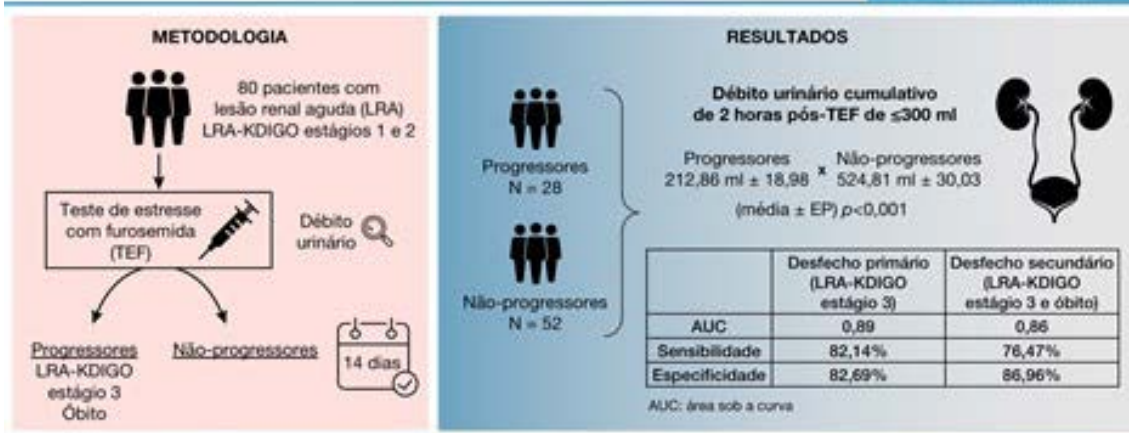 METODOLOGIA
80 pacientes com
lesão renal aguda (LRA)
LRA-KDIGO estágios 1 e 2
Teste de estresse
com furosemida
(TEF)
Débito
urinário
Progressores
LRA-KDIGO
estágio 3
Óbito
Não-progressores
14 dias
RESULTADOS
Progressores
N = 28
Não-progressores
N = 52
Débito urinário cumulativo
de 2 horas pós-TEF de ≤300 ml
Progressores x Não-progressores
212,86 ml ± 18,98 524,81 ml ± 30,03
(média ± EP) p<0,001
Desfecho primário
(LRA-KDIGO
estágio 3)
Desfecho secundário
(LRA-KDIGO
estágio 3 e óbito)
AUC 0,89 0,86
Sensibilidade 82,14% 76,47%
Especificidade 82,69% 86,96%
AUC: área sob a curva